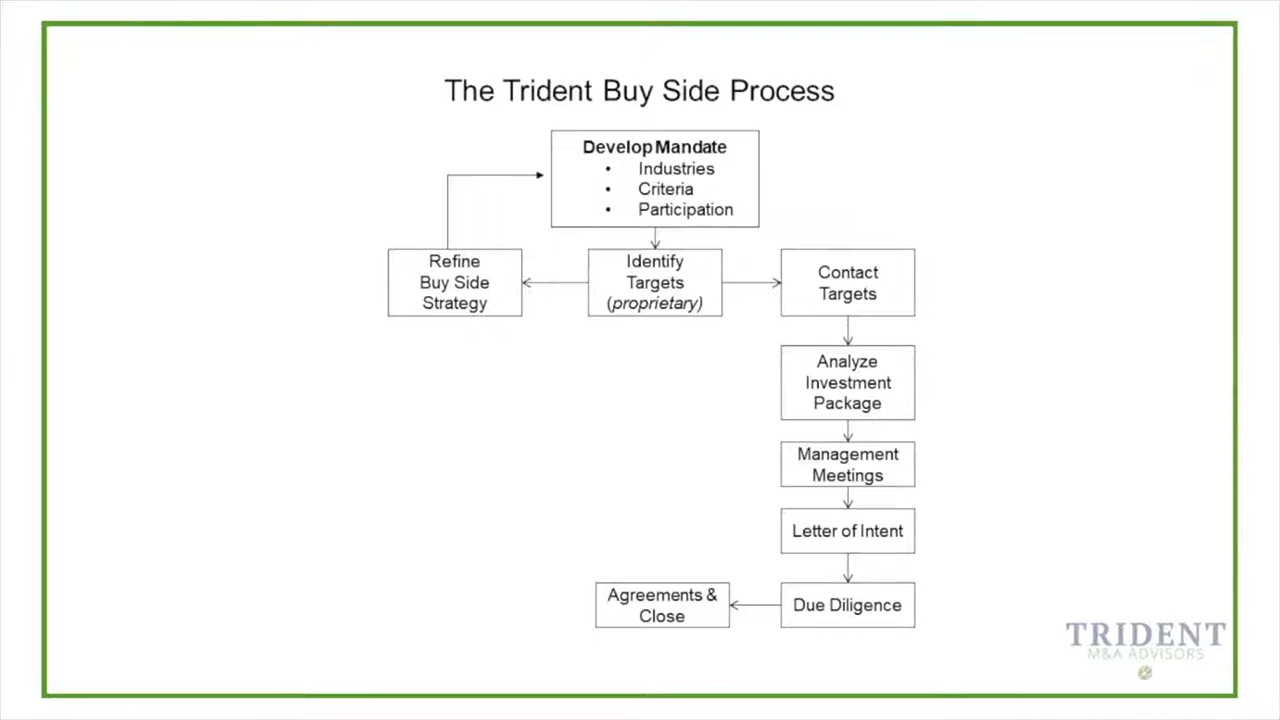 The Trident Buy Side Process
Develop Mandate
• Industries
• Criteria
• Participation
Refine
Buy Side
Strategy
Identify
Targets
(proprietary)
Contact
Targets
Analyze
Investment
Package
Management
Meetings
Letter of Intent
Due Diligence
Agreements &
Close
TRIDENT
M&A ADVISORS